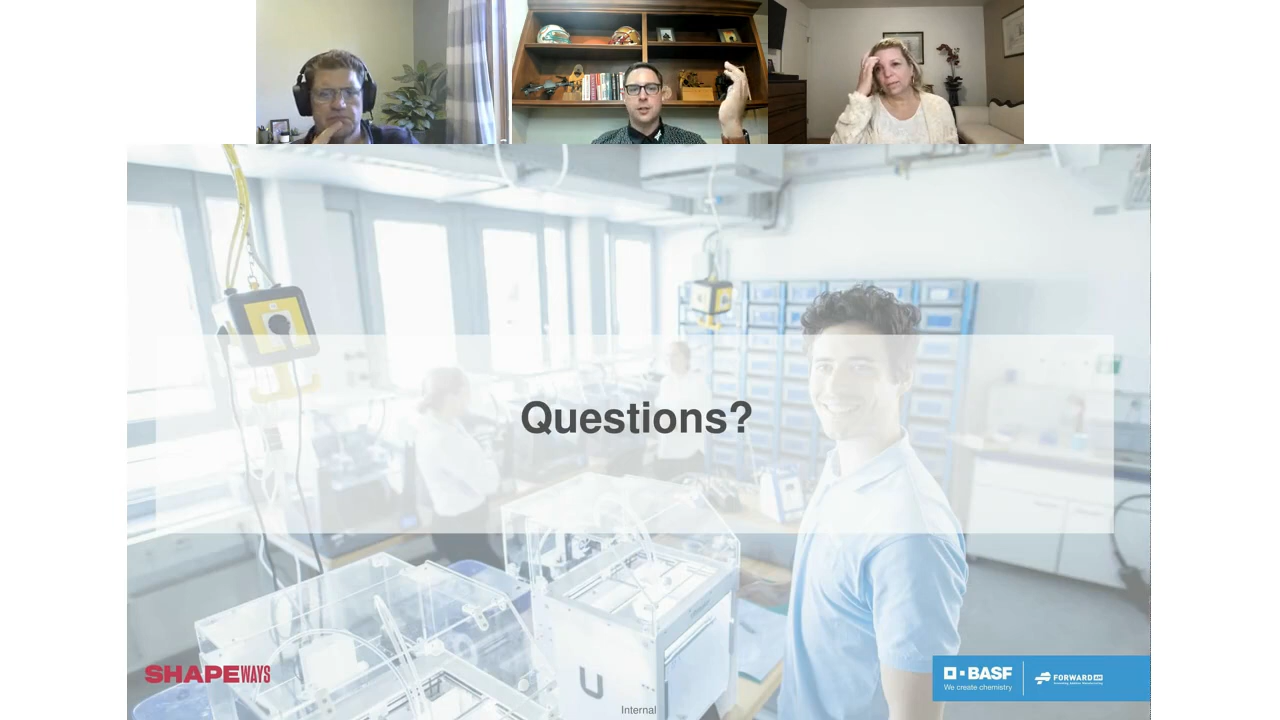 Questions?
SHAPEWAYS
BASF
We create chemistry
FORWARD AM
Internal